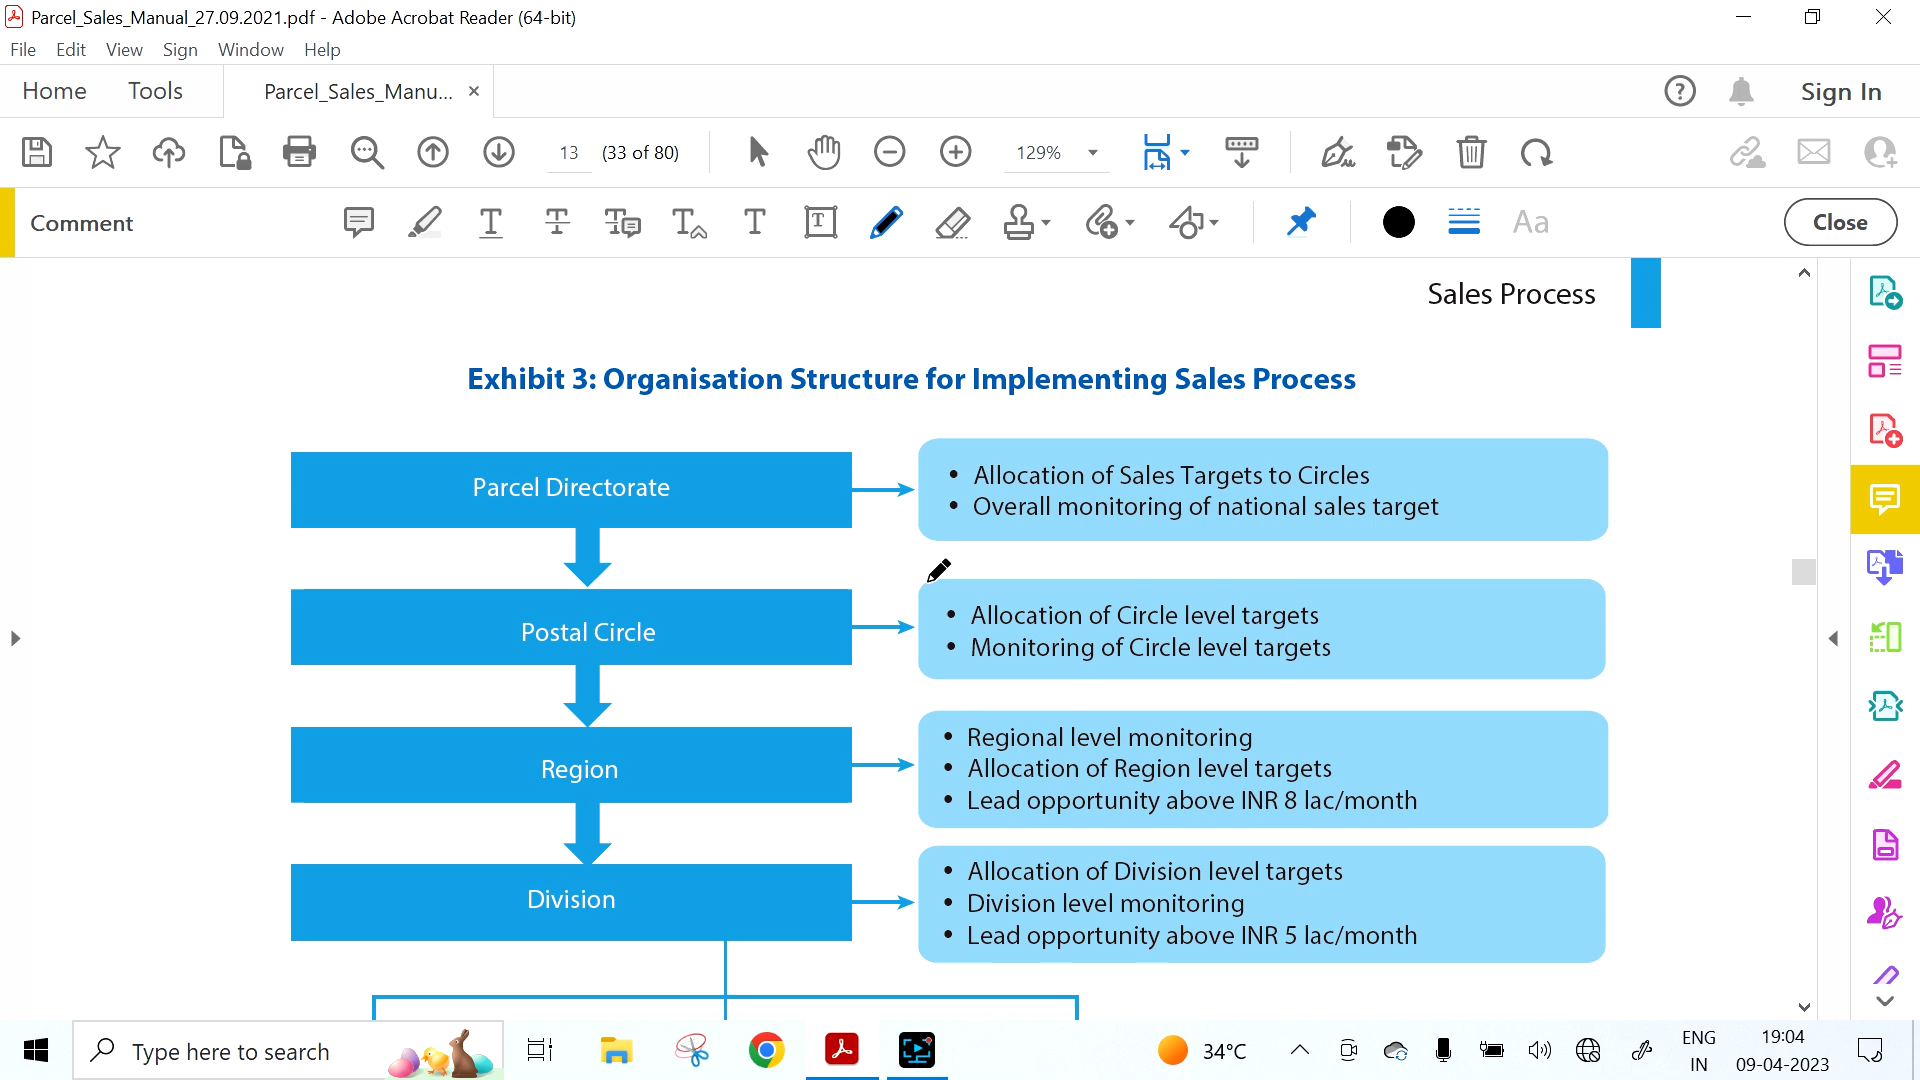 Parcel_Sales_Manual_27.09.2021.pdf - Adobe Acrobat Reader (64-bit)
File Edit View Sign Window Help
Home Tools Parcel_Sales_Manu... × Sign In
13 (33 of 80) 129%
Comment Aa Close
Sales Process
Exhibit 3: Organisation Structure for Implementing Sales Process
Parcel Directorate
• Allocation of Sales Targets to Circles
• Overall monitoring of national sales target
Postal Circle
• Allocation of Circle level targets
• Monitoring of Circle level targets
Region
• Regional level monitoring
• Allocation of Region level targets
• Lead opportunity above INR 8 lac/month
Division
• Allocation of Division level targets
• Division level monitoring
• Lead opportunity above INR 5 lac/month
Type here to search
34°C
ENG
IN
19:04
09-04-2023